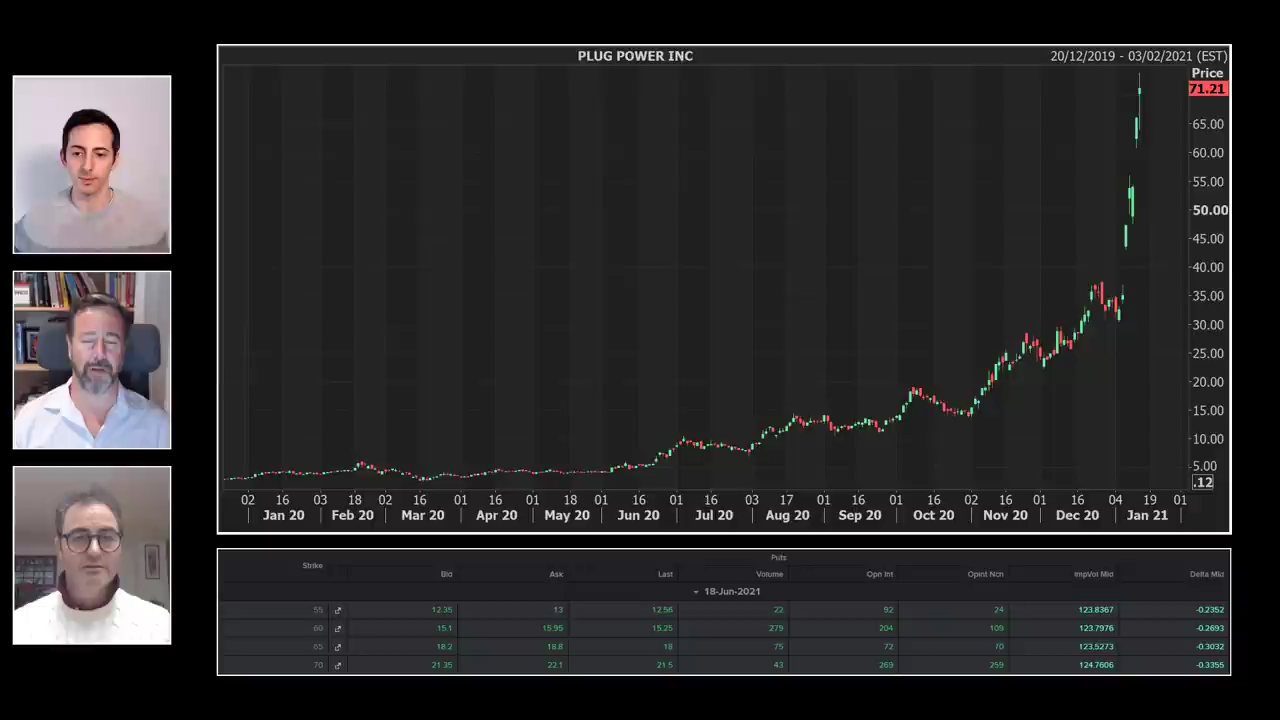 PLUG POWER INC
20/12/2019 - 03/02/2021 (EST)
Price
71.21
65.00
60.00
55.00
50.00
45.00
40.00
35.00
30.00
25.00
20.00
15.00
10.00
5.00
.12
02 16 03 18 02 16 01 16 01 18 01 16 01 16 03 17 01 16 01 16 02 16 01 16 04 19 01
Jan 20 Feb 20 Mar 20 Apr 20 May 20 Jun 20 Jul 20 Aug 20 Sep 20 Oct 20 Nov 20 Dec 20 Jan 21
Puts
Strike Bid Ask Last Volume Opn Int OpInt Nch ImpVol Mid Delta Mid
18-Jun-2021
55 12.35 13 12.56 22 92 24 123.8367 -0.2352
60 15.1 15.95 15.25 279 204 109 123.7976 -0.2693
65 18.2 18.8 18 75 72 70 123.5273 -0.3032
70 21.35 22.1 21.5 43 269 259 124.7606 -0.3355